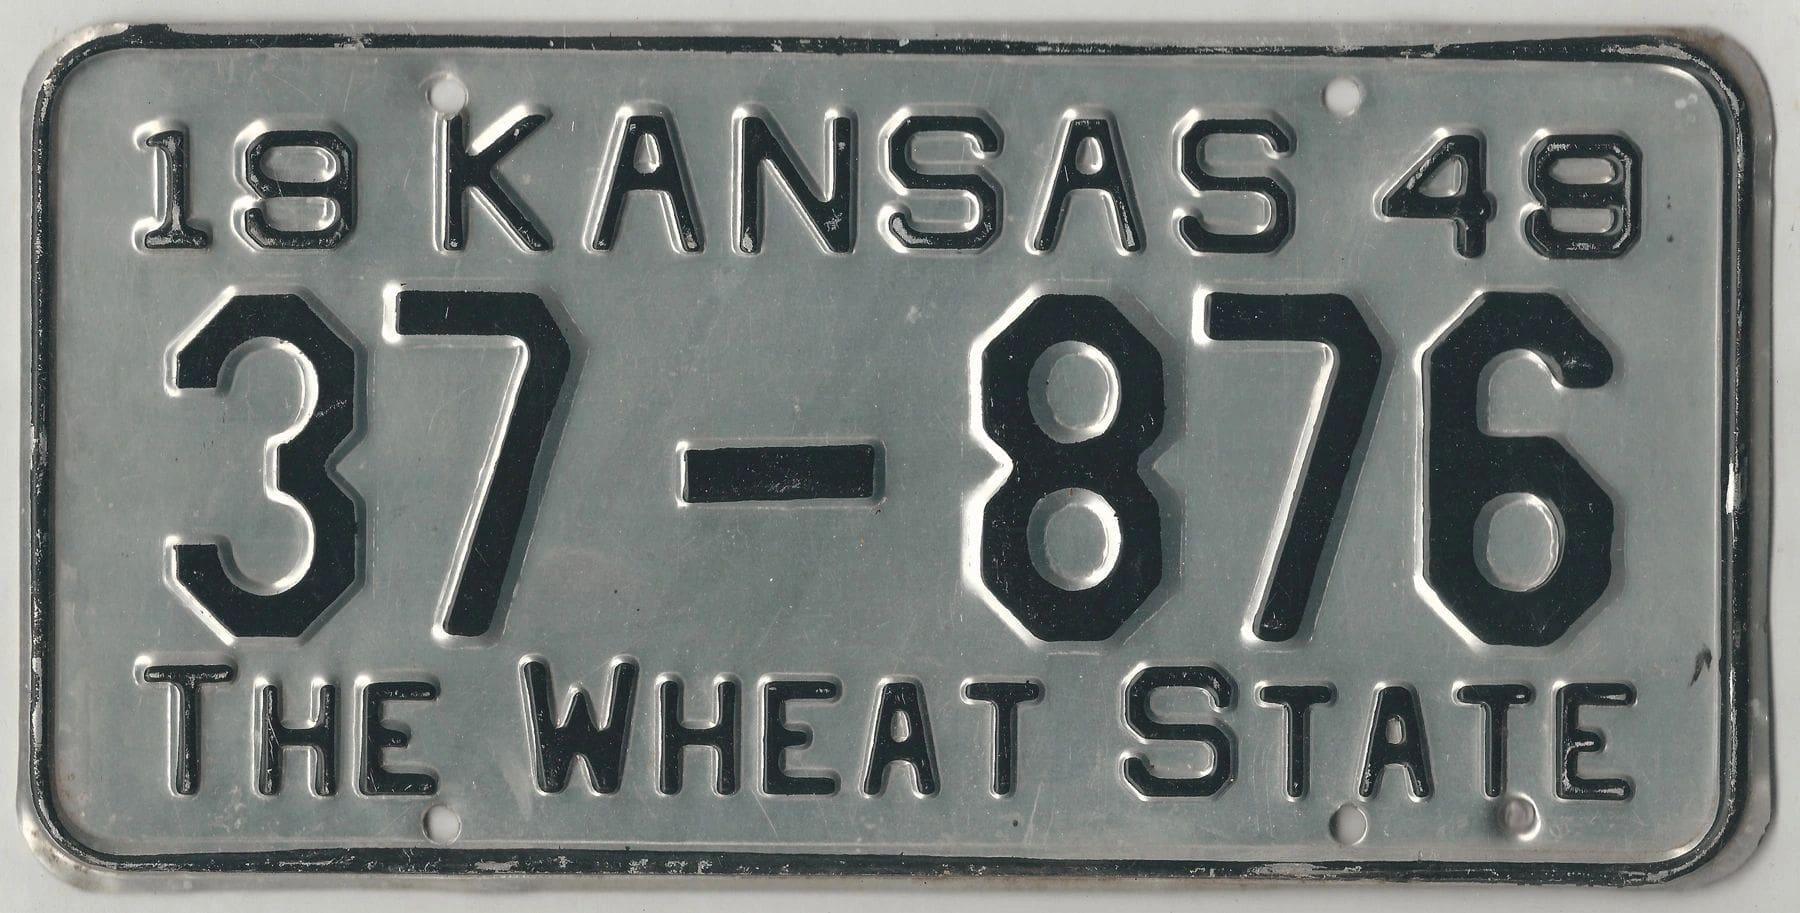 19 KANSAS 49
37-876
THE WHEAT STATE